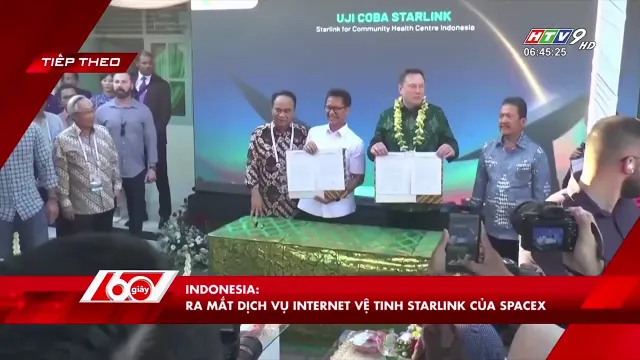 TIẾP THEO
UJI COBA STARLINK
Starlink for Community Health Centre Indonesia
HTV9 HD
06:45:25
60 giây
INDONESIA:
RA MẮT DỊCH VỤ INTERNET VỆ TINH STARLINK CỦA SPACEX